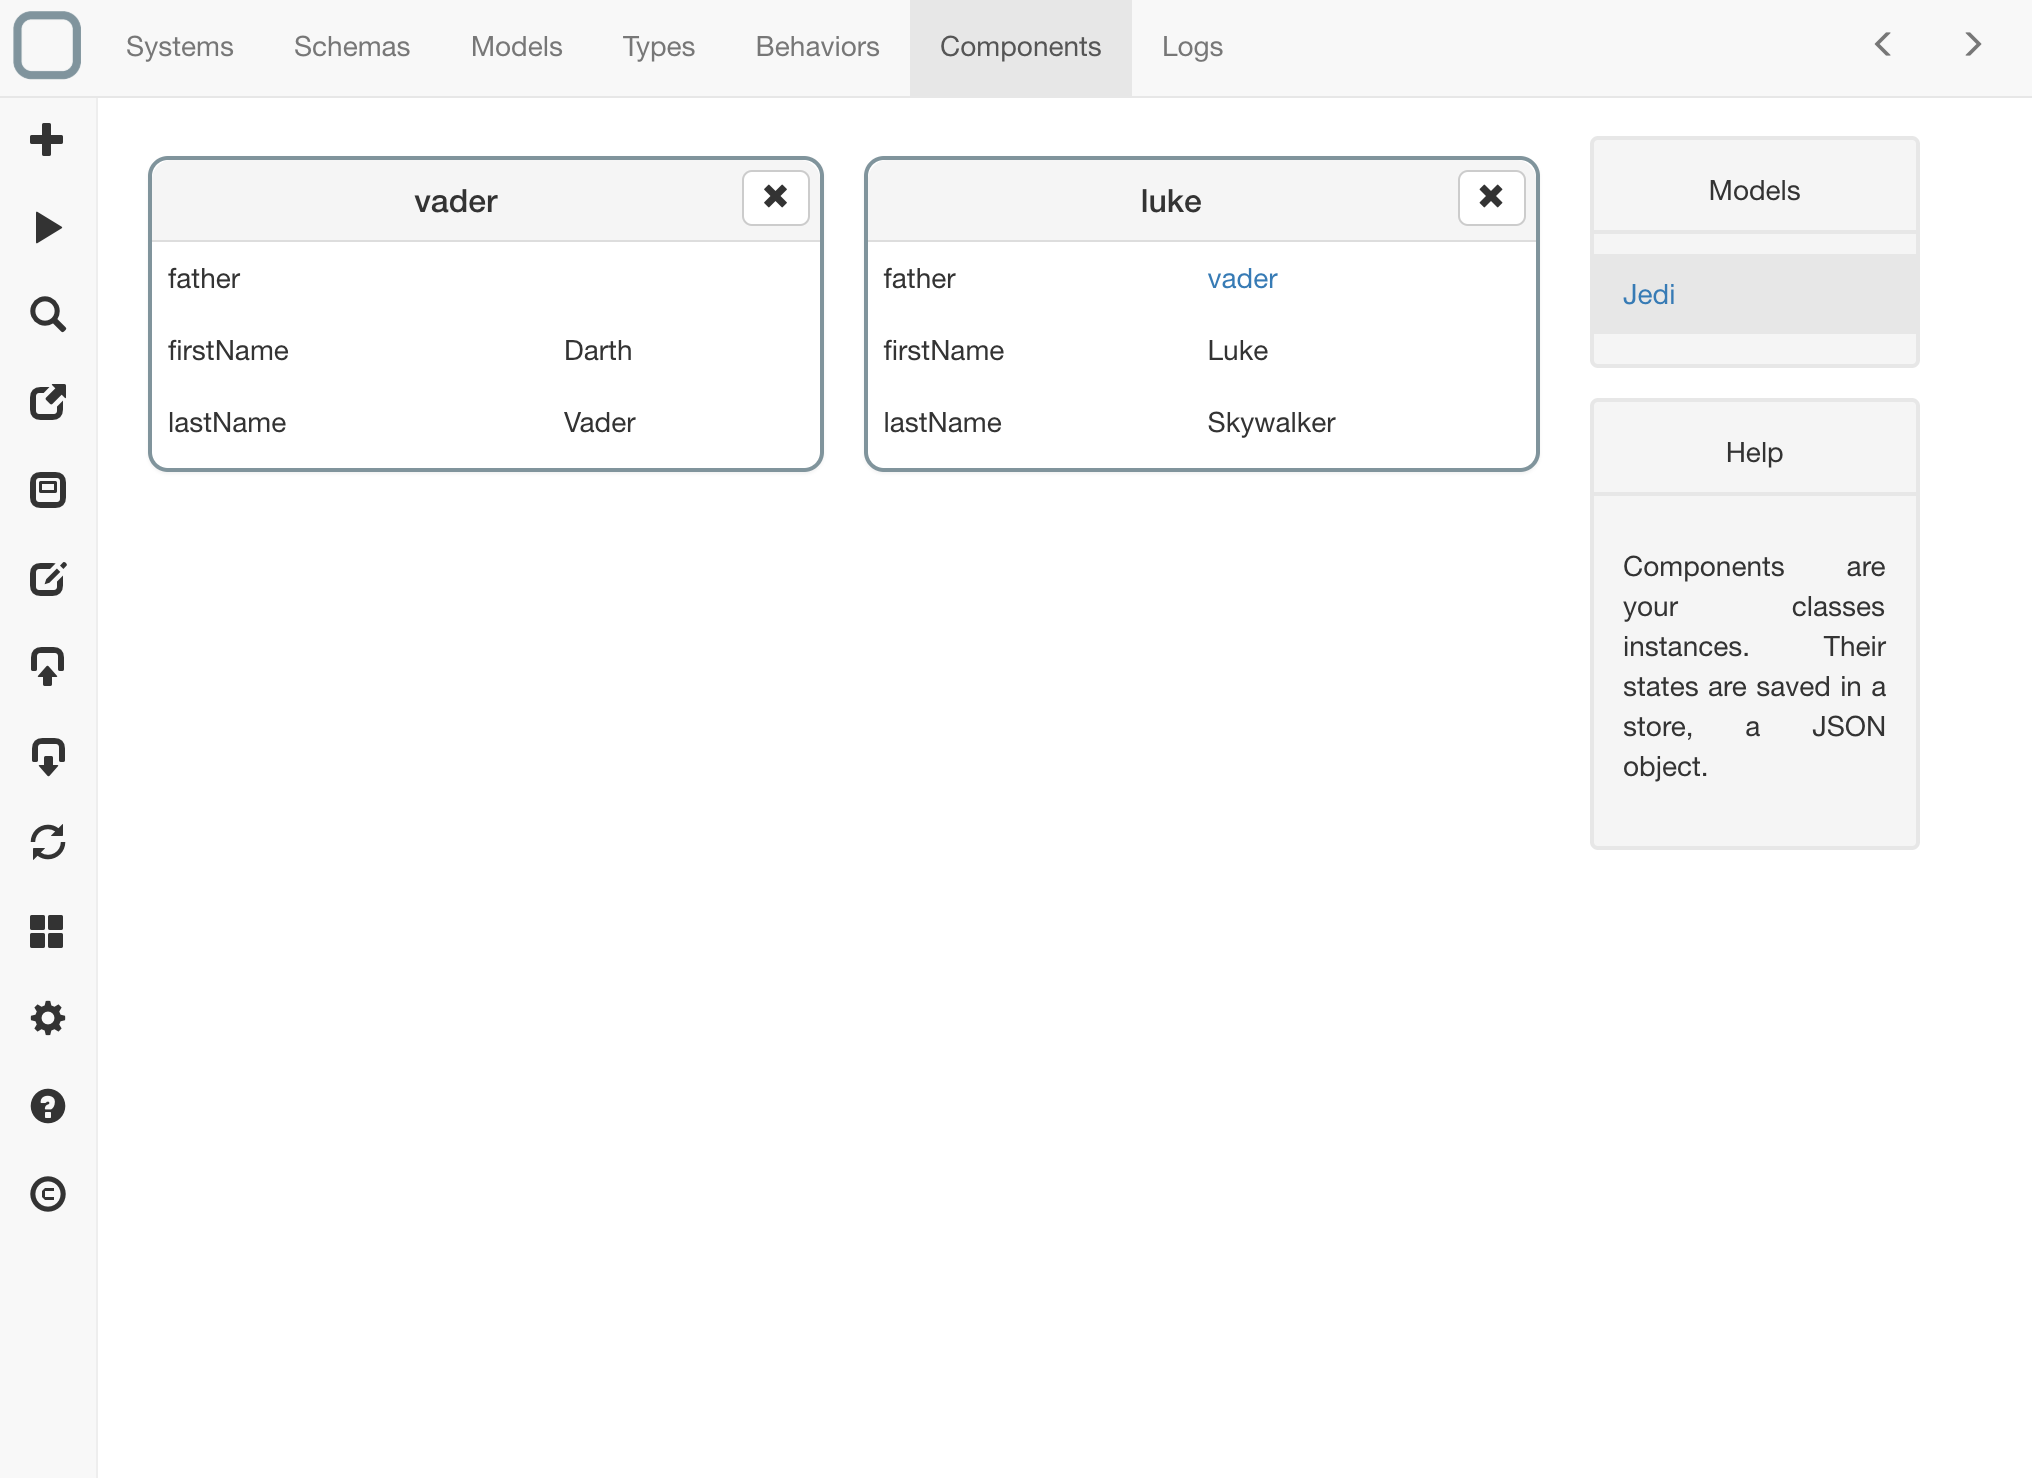 Systems Schemas Models Types Behaviors Components Logs
vader
father
firstName Darth
lastName Vader
luke
father vader
firstName Luke
lastName Skywalker
Models
Jedi
Help
Components are
your classes
instances. Their
states are saved in a
store, a JSON
object.